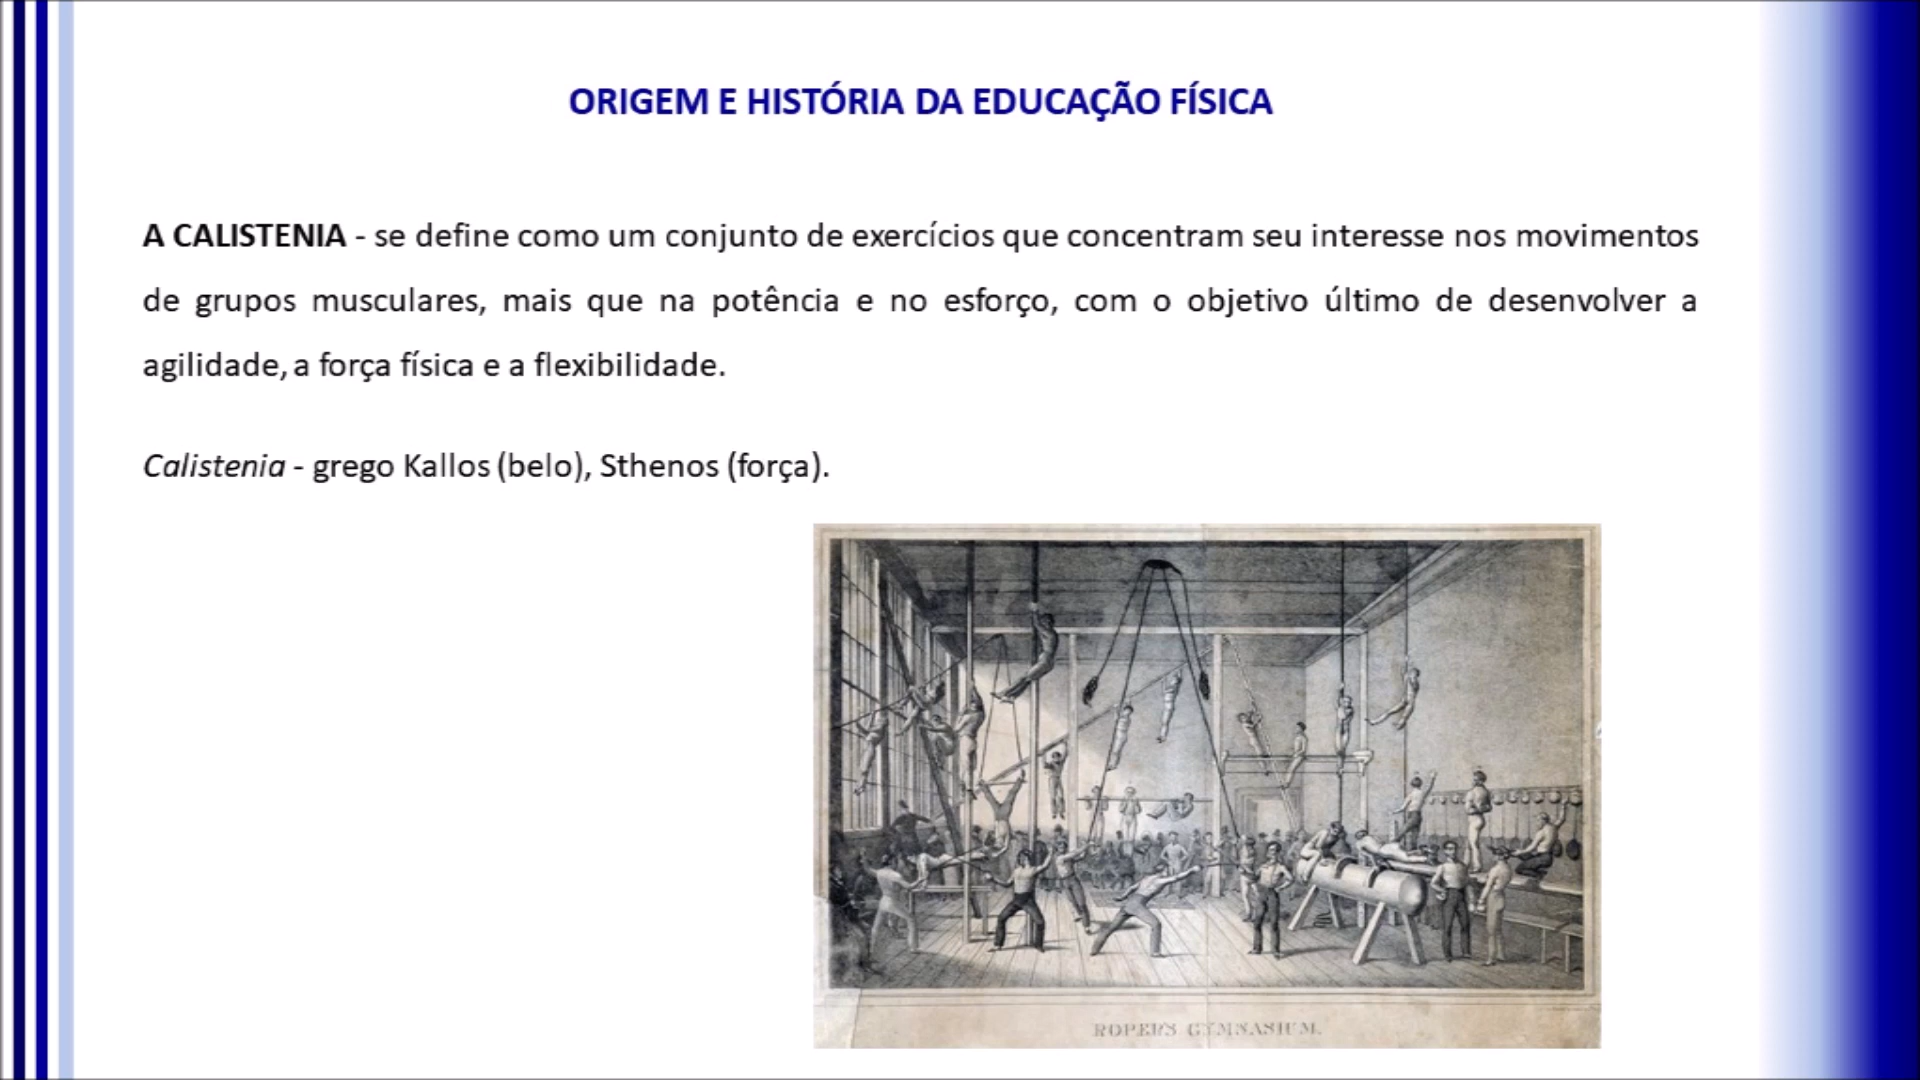 ORIGEM E HISTÓRIA DA EDUCAÇÃO FÍSICA
A CALISTENIA - se define como um conjunto de exercícios que concentram seu interesse nos movimentos
de grupos musculares, mais que na potência e no esforço, com o objetivo último de desenvolver a
agilidade, a força física e a flexibilidade.
Calistenia - grego Kallos (belo), Sthenos (força).
ROPER'S GYMNASIUM.